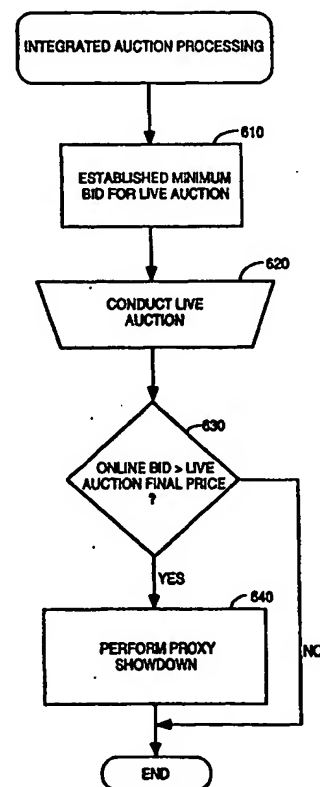 INTEGRATED AUCTION PROCESSING
610
ESTABLISHED MINIMUM
BID FOR LIVE AUCTION
620
CONDUCT LIVE
AUCTION
630
ONLINE BID > LIVE
AUCTION FINAL PRICE
?
YES
640
PERFORM PROXY
SHOWDOWN
NO
END